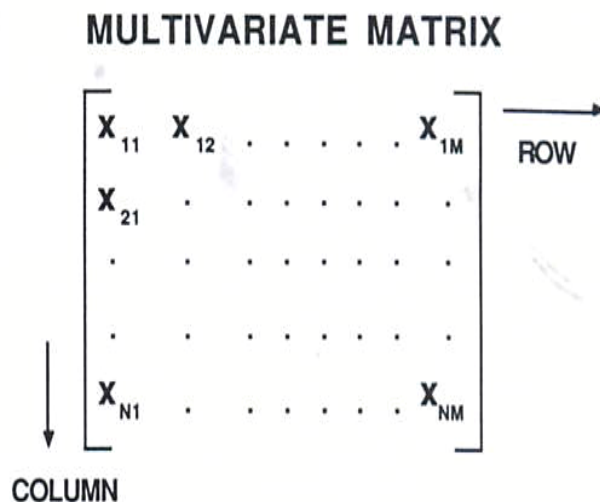 MULTIVARIATE MATRIX
X11 X12 . . . . . X1M
ROW
X21 . . . . . . .
. . . . . . . .
. . . . . . . .
XN1 . . . . . . XNM
COLUMN